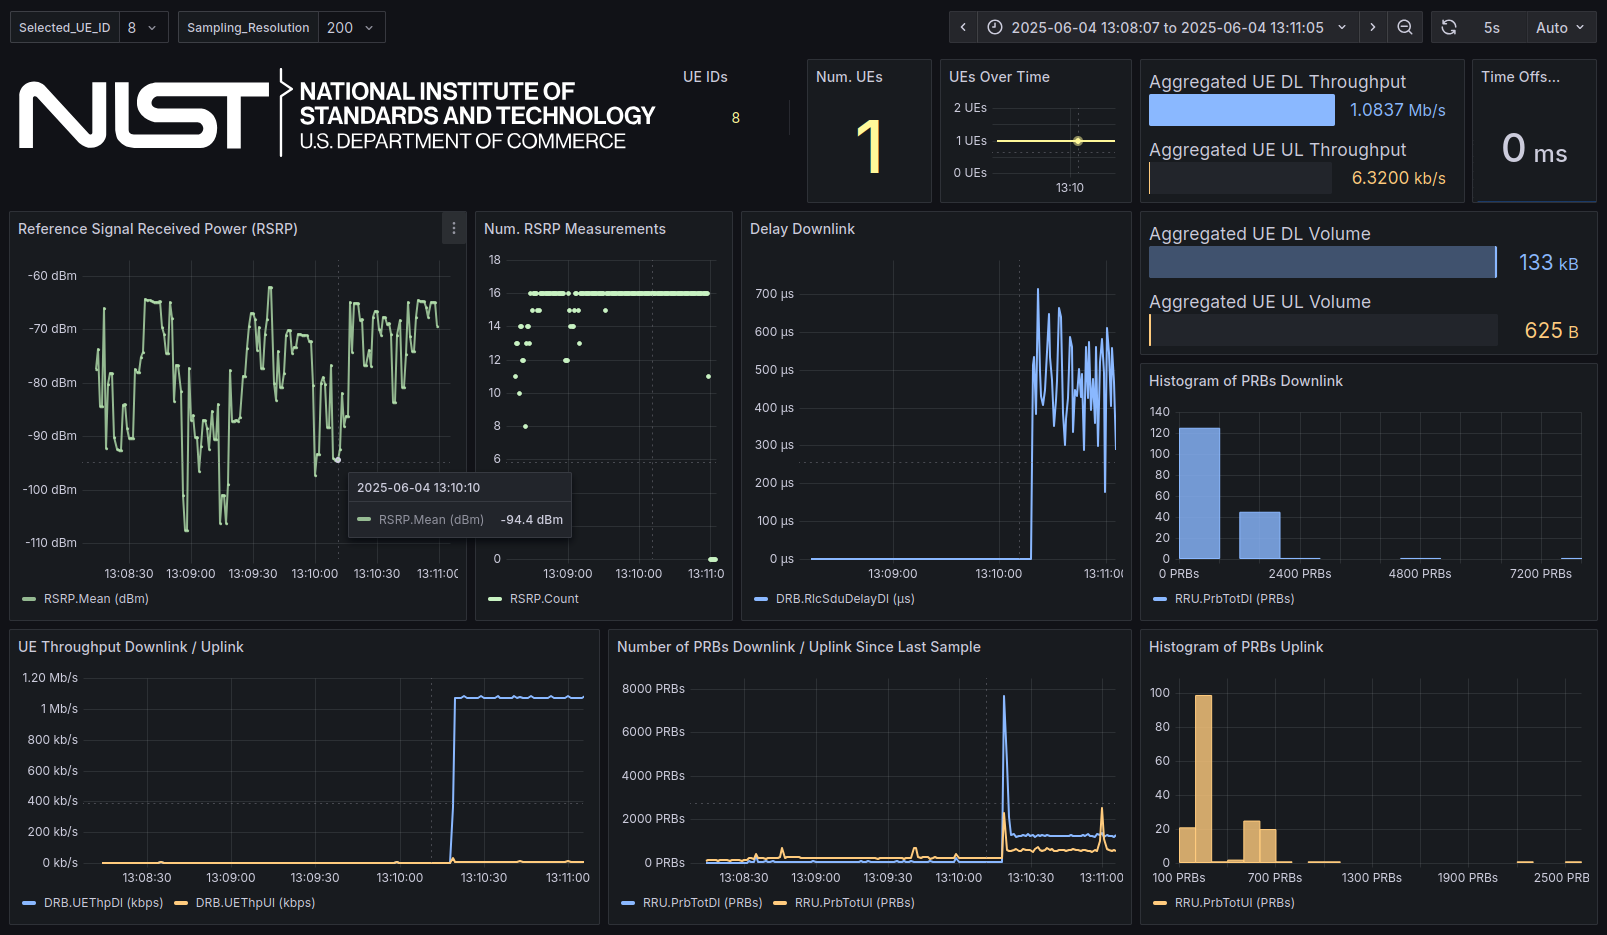 Selected_UE_ID 8
Sampling_Resolution 200
2025-06-04 13:08:07 to 2025-06-04 13:11:05
5s
Auto
NIST
NATIONAL INSTITUTE OF
STANDARDS AND TECHNOLOGY
U.S. DEPARTMENT OF COMMERCE
UE IDs
8
Num. UEs
1
UEs Over Time
2 UEs
1 UEs
0 UEs
13:10
Aggregated UE DL Throughput
1.0837 Mb/s
Aggregated UE UL Throughput
6.3200 kb/s
Time Offs...
0 ms
Reference Signal Received Power (RSRP)
-60 dBm
-70 dBm
-80 dBm
-90 dBm
-100 dBm
-110 dBm
13:08:30 13:09:00 13:09:30 13:10:00 13:10:30 13:11:00
RSRP.Mean (dBm)
2025-06-04 13:10:10
RSRP.Mean (dBm) -94.4 dBm
Num. RSRP Measurements
18
16
14
12
10
8
6
0
13:09:00 13:10:00 13:11:0
RSRP.Count
Delay Downlink
700 µs
600 µs
500 µs
400 µs
300 µs
200 µs
100 µs
0 µs
13:09:00 13:10:00 13:11:00
DRB.RlcSduDelayDl (µs)
Aggregated UE DL Volume
133 kB
Aggregated UE UL Volume
625 B
Histogram of PRBs Downlink
140
120
100
80
60
40
20
0
0 PRBs 2400 PRBs 4800 PRBs 7200 PRBs
RRU.PrbTotDl (PRBs)
UE Throughput Downlink / Uplink
1.20 Mb/s
1 Mb/s
800 kb/s
600 kb/s
400 kb/s
200 kb/s
0 kb/s
13:08:30 13:09:00 13:09:30 13:10:00 13:10:30 13:11:00
DRB.UEThpDl (kbps) DRB.UEThpUl (kbps)
Number of PRBs Downlink / Uplink Since Last Sample
8000 PRBs
6000 PRBs
4000 PRBs
2000 PRBs
0 PRBs
13:08:30 13:09:00 13:09:30 13:10:00 13:10:30 13:11:00
RRU.PrbTotDl (PRBs) RRU.PrbTotUl (PRBs)
Histogram of PRBs Uplink
100
80
60
40
20
0
100 PRBs 700 PRBs 1300 PRBs 1900 PRBs 2500 PRB
RRU.PrbTotUl (PRBs)